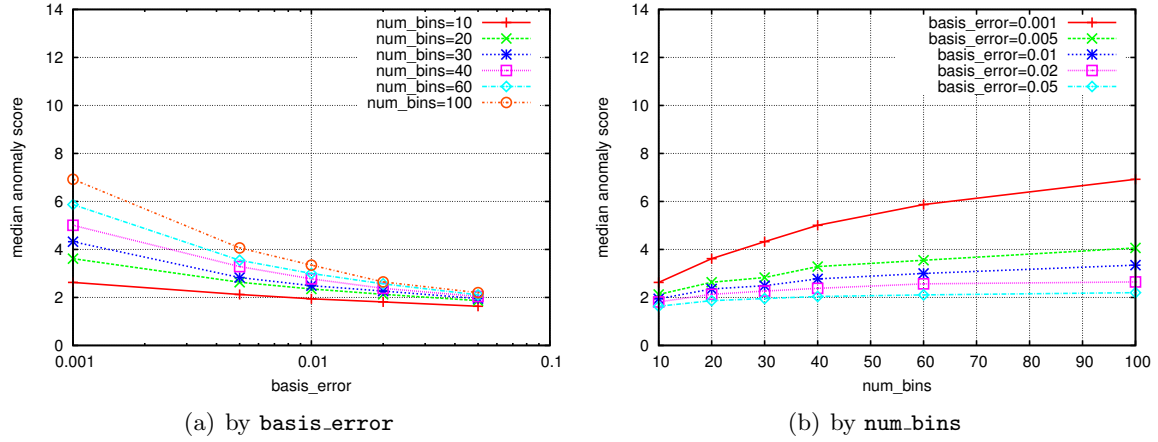 14
12
10
8
6
4
2
0
median anomaly score
num_bins=10
num_bins=20
num_bins=30
num_bins=40
num_bins=60
num_bins=100
0.001
0.01
0.1
basis_error
(a) by basis_error
14
12
10
8
6
4
2
0
median anomaly score
basis_error=0.001
basis_error=0.005
basis_error=0.01
basis_error=0.02
basis_error=0.05
10 20 30 40 50 60 70 80 90 100
num_bins
(b) by num_bins